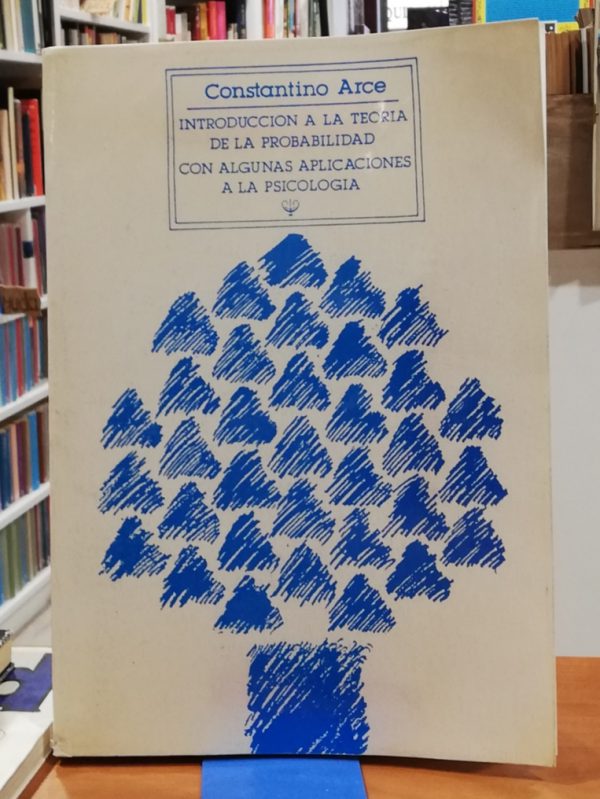 Constantino Arce
INTRODUCCION A LA TEORIA
DE LA PROBABILIDAD
CON ALGUNAS APLICACIONES
A LA PSICOLOGIA